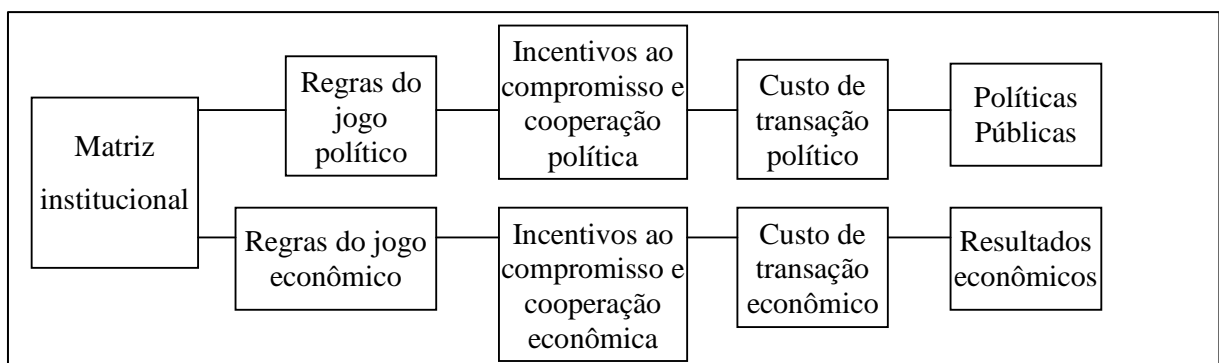 Matriz
institucional
Regras do
jogo
político
Incentivos ao
compromisso e
cooperação
política
Custo de
transação
político
Políticas
Públicas
Regras do jogo
econômico
Incentivos ao
compromisso e
cooperação
econômica
Custo de
transação
econômico
Resultados
econômicos